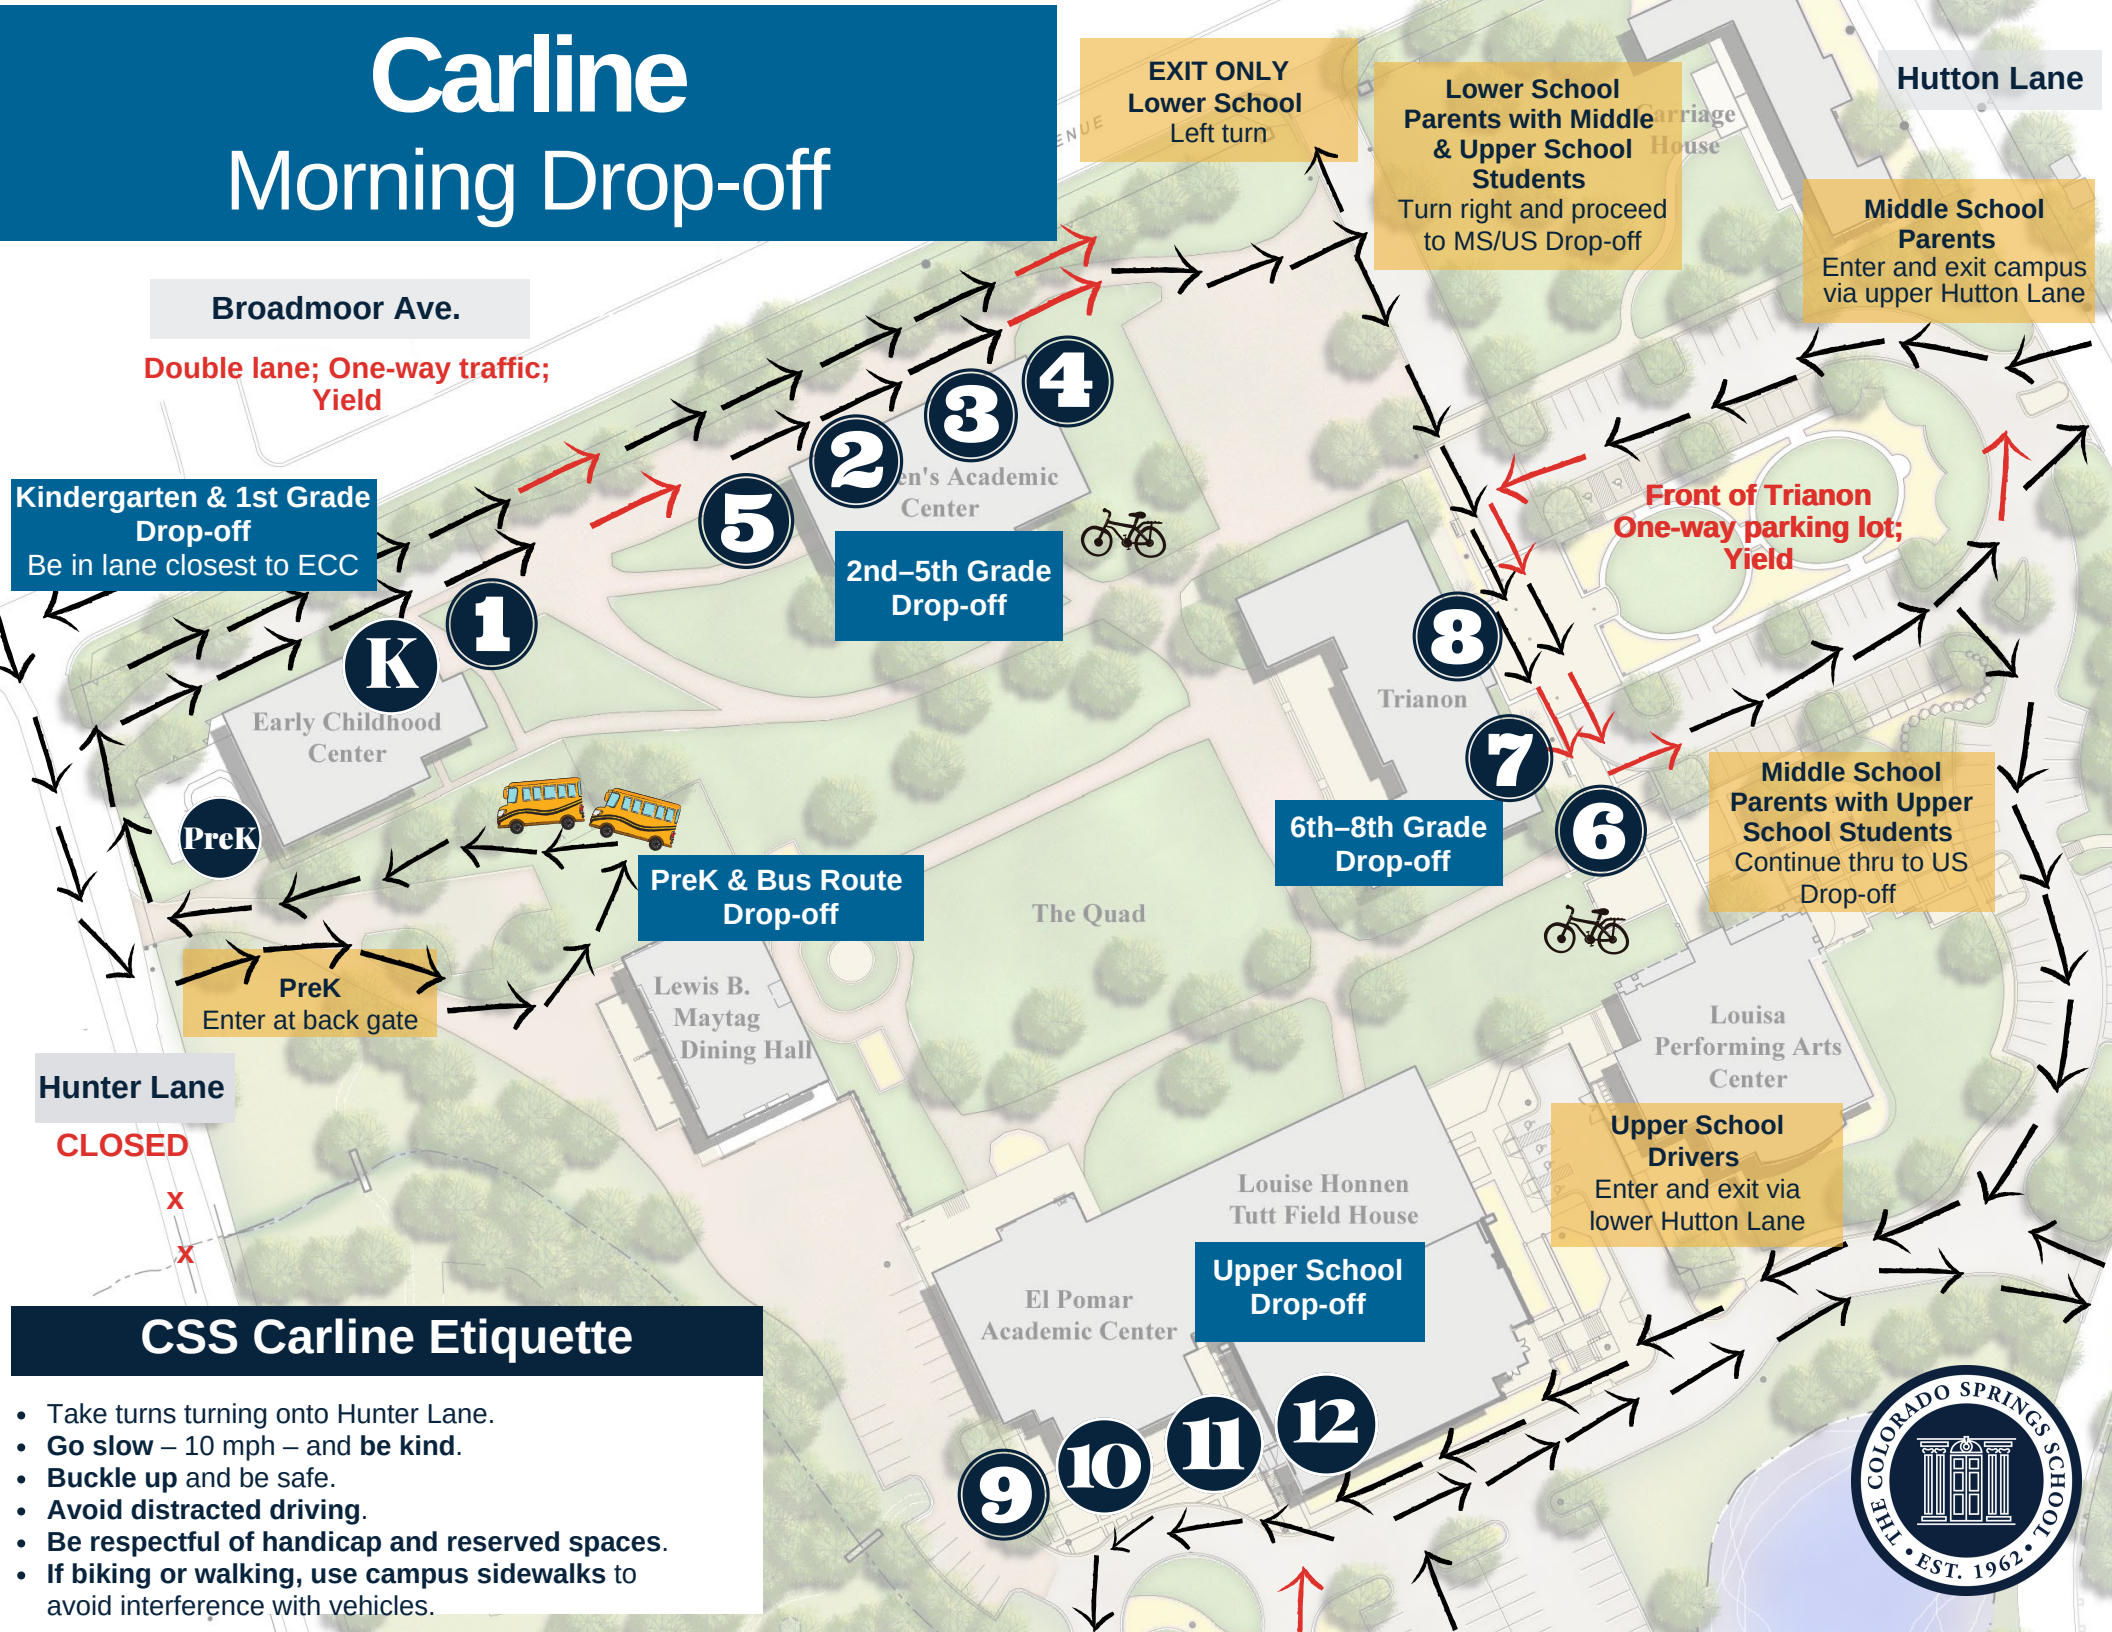 Carline
Morning Drop-off
EXIT ONLY
Lower School
Left turn
ENUE
Lower School
Parents with Middle
& Upper School
Students
Turn right and proceed
to MS/US Drop-off
Carriage
House
Hutton Lane
Middle School
Parents
Enter and exit campus
via upper Hutton Lane
Broadmoor Ave.
Double lane; One-way traffic;
Yield
Kindergarten & 1st Grade
Drop-off
Be in lane closest to ECC
4
3
2
5
en's Academic
Center
2nd–5th Grade
Drop-off
Front of Trianon
One-way parking lot;
Yield
1
K
Early Childhood
Center
PreK
8
Trianon
7
6
6th–8th Grade
Drop-off
Middle School
Parents with Upper
School Students
Continue thru to US
Drop-off
PreK & Bus Route
Drop-off
The Quad
PreK
Enter at back gate
Lewis B.
Maytag
Dining Hall
Louisa
Performing Arts
Center
Hunter Lane
CLOSED
x
x
Upper School
Drivers
Enter and exit via
lower Hutton Lane
Louise Honnen
Tutt Field House
Upper School
Drop-off
El Pomar
Academic Center
9
10
11
12
CSS Carline Etiquette
• Take turns turning onto Hunter Lane.
• Go slow – 10 mph – and be kind.
• Buckle up and be safe.
• Avoid distracted driving.
• Be respectful of handicap and reserved spaces.
• If biking or walking, use campus sidewalks to
avoid interference with vehicles.
THE COLORADO SPRINGS SCHOOL
• EST. 1962 •